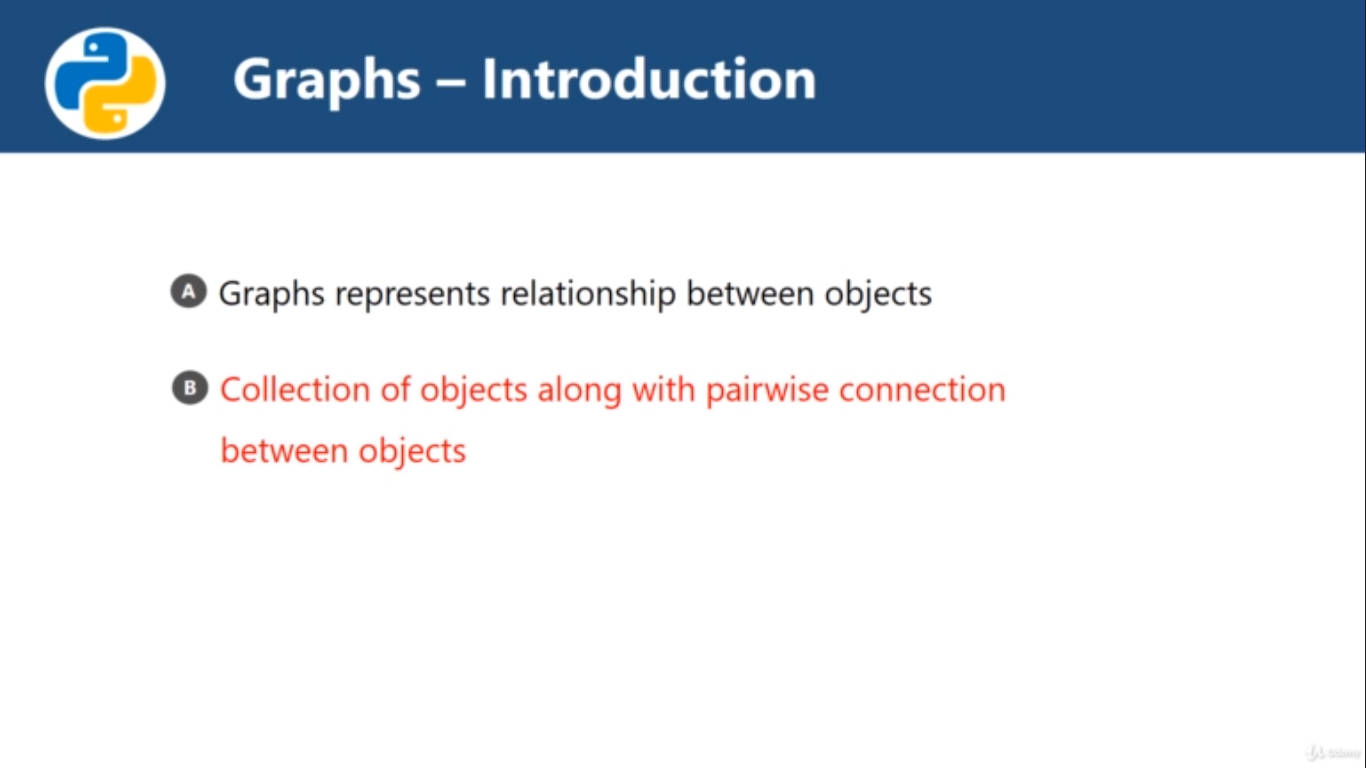 Graphs – Introduction
A Graphs represents relationship between objects
B Collection of objects along with pairwise connection
between objects
Udemy